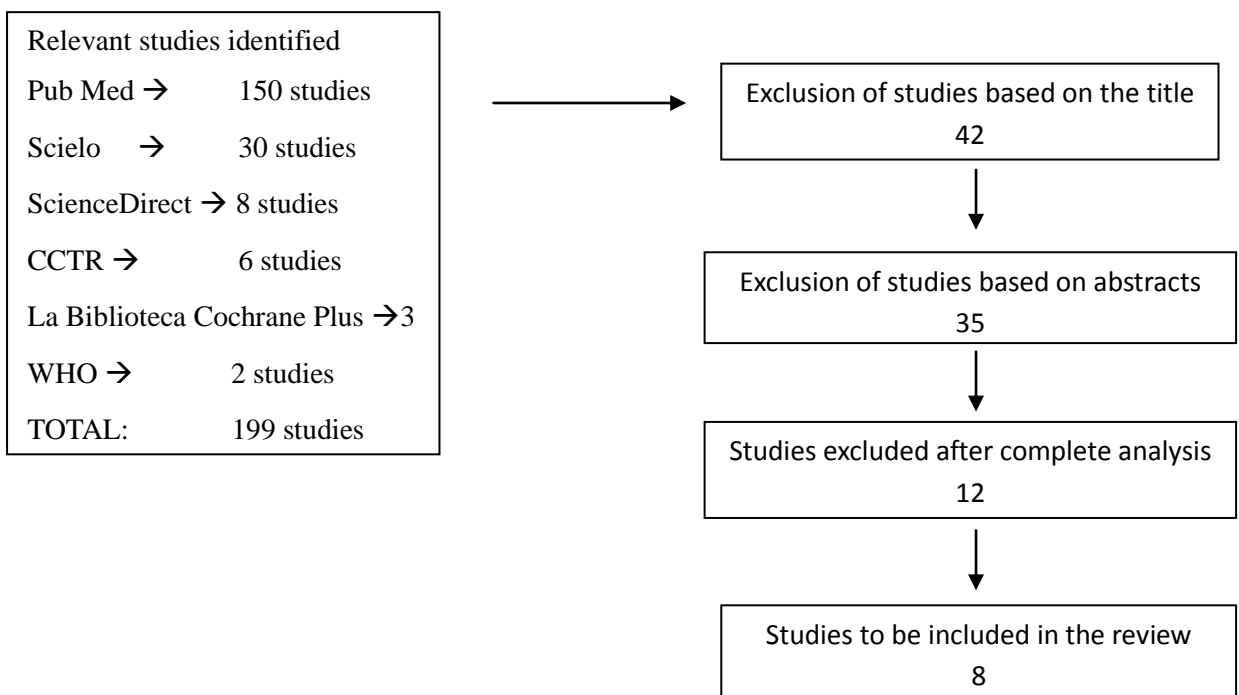 Relevant studies identified
Pub Med → 150 studies
Scielo → 30 studies
ScienceDirect → 8 studies
CCTR → 6 studies
La Biblioteca Cochrane Plus →3
WHO → 2 studies
TOTAL: 199 studies
Exclusion of studies based on the title
42
Exclusion of studies based on abstracts
35
Studies excluded after complete analysis
12
Studies to be included in the review
8